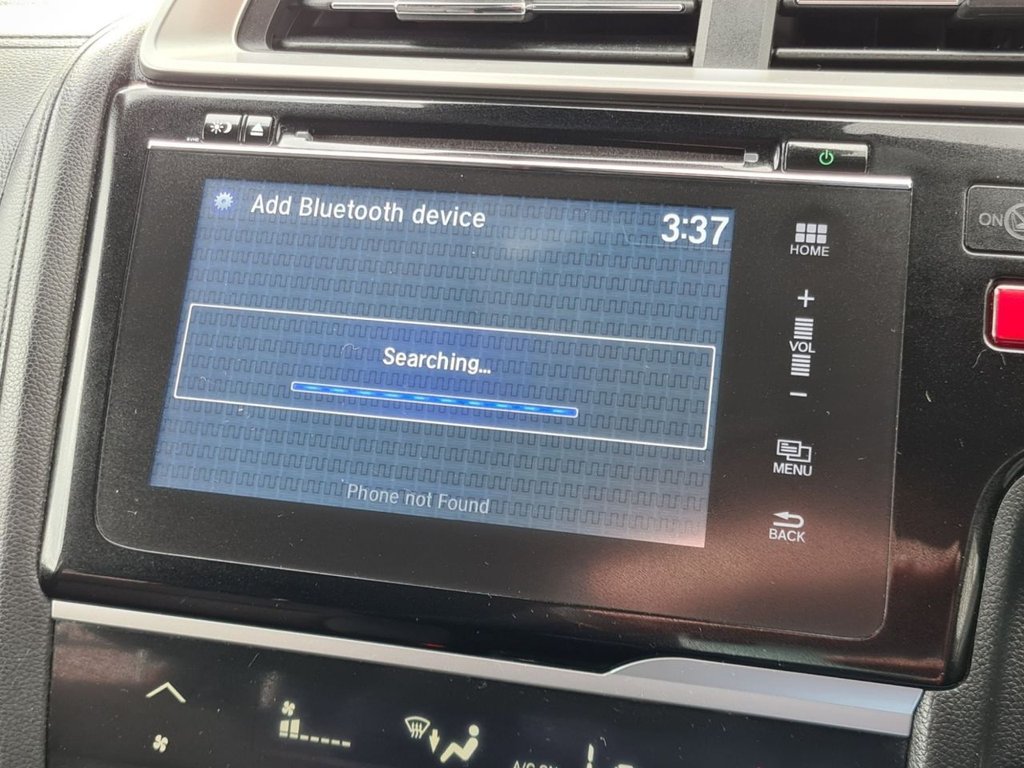 Add Bluetooth device
3:37
HOME
+
VOL
-
Searching...
MENU
Phone not Found
BACK
ON